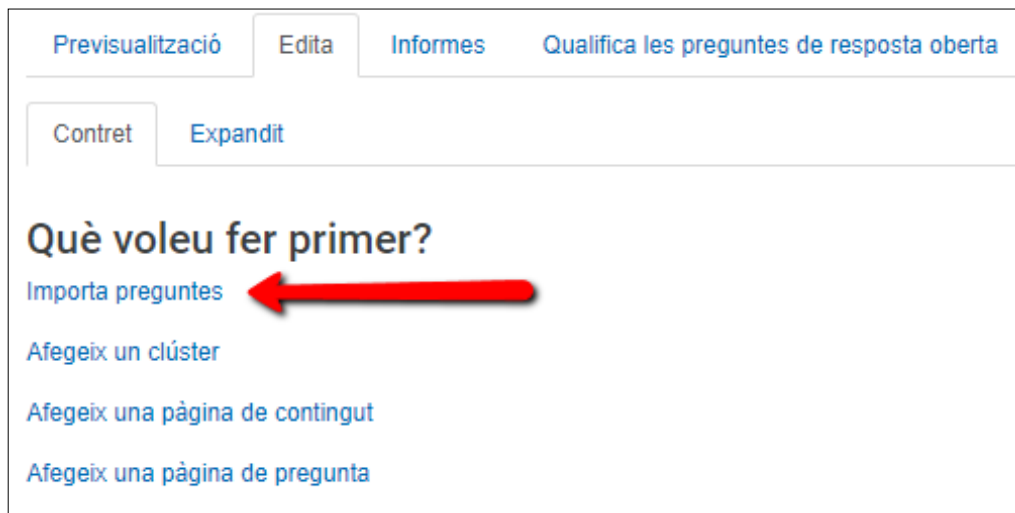 Previsualització Edita Informes Qualifica les preguntes de resposta oberta
Contret Expandit
Què voleu fer primer?
Importa preguntes
Afegeix un clúster
Afegeix una pàgina de contingut
Afegeix una pàgina de pregunta